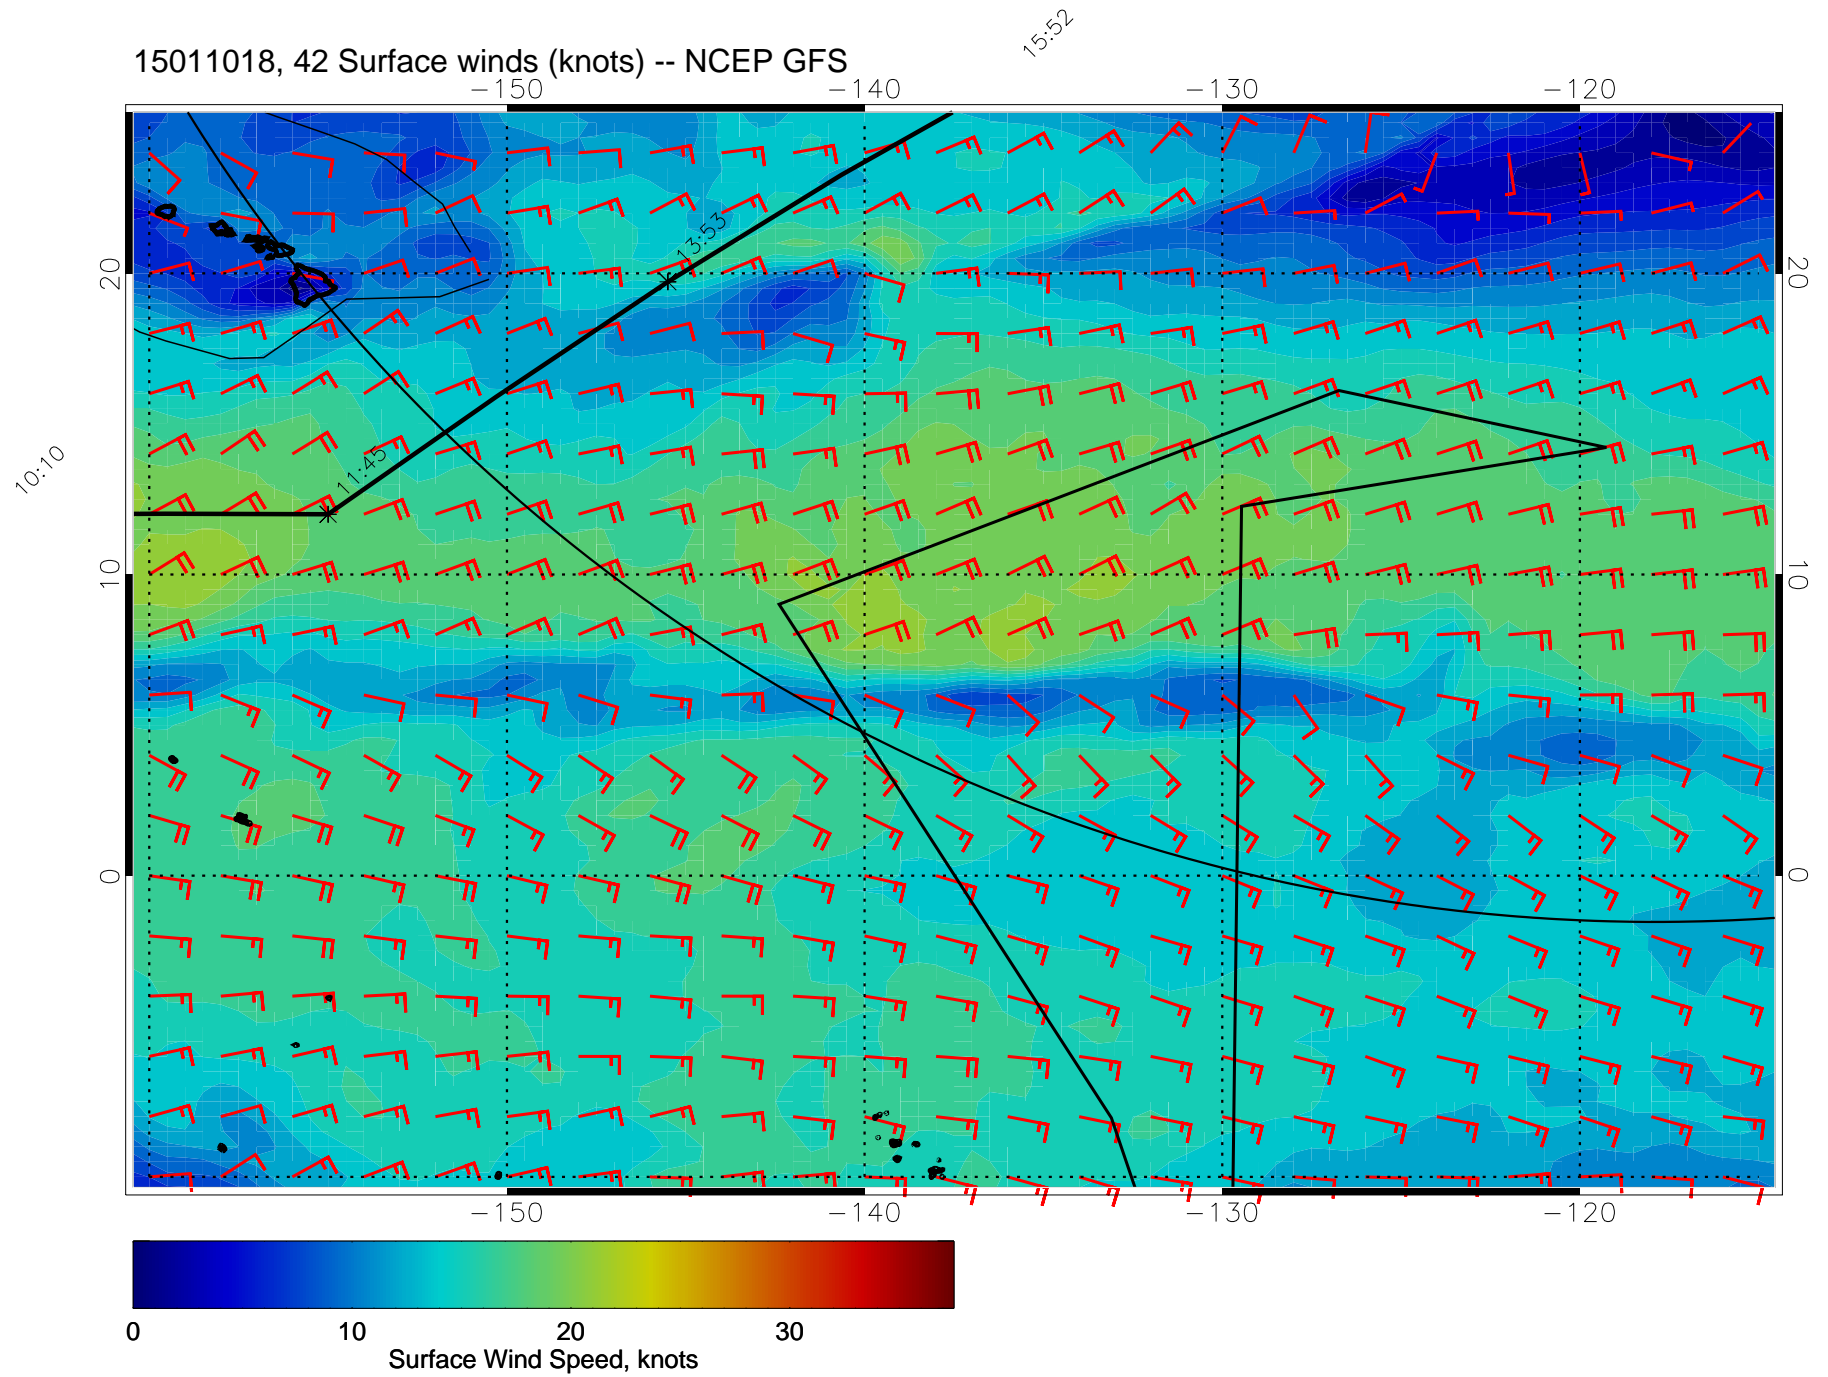 15:52
15011018, 42 Surface winds (knots) -- NCEP GFS
-150 -140 -130 -120
13:53
20 20
10:10
11:45
10 10
0 0
-150 -140 -130 -120
0 10 20 30
Surface Wind Speed, knots